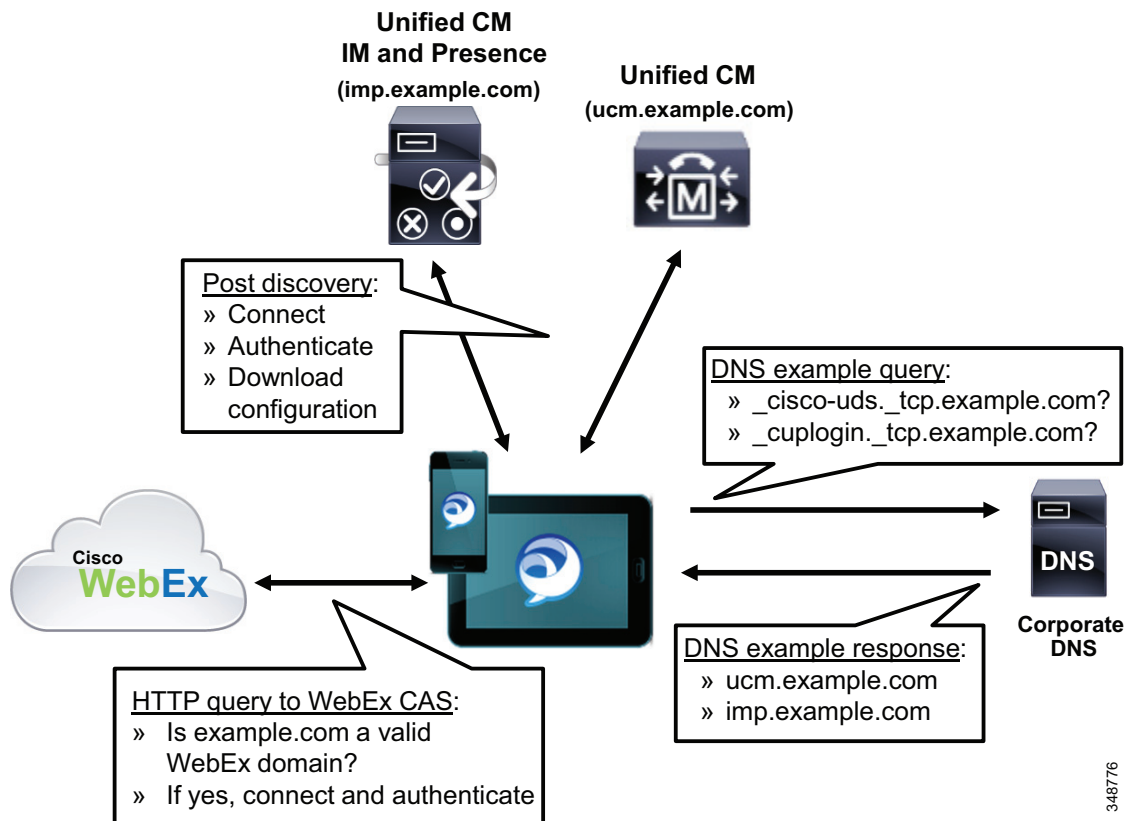 Unified CM
IM and Presence
(imp.example.com)
Unified CM
(ucm.example.com)
M
Post discovery:
» Connect
» Authenticate
» Download
configuration
DNS example query:
» _cisco-uds._tcp.example.com?
» _cuplogin._tcp.example.com?
Cisco
WebEx
DNS
Corporate
DNS
DNS example response:
» ucm.example.com
» imp.example.com
HTTP query to WebEx CAS:
» Is example.com a valid
WebEx domain?
» If yes, connect and authenticate
348776